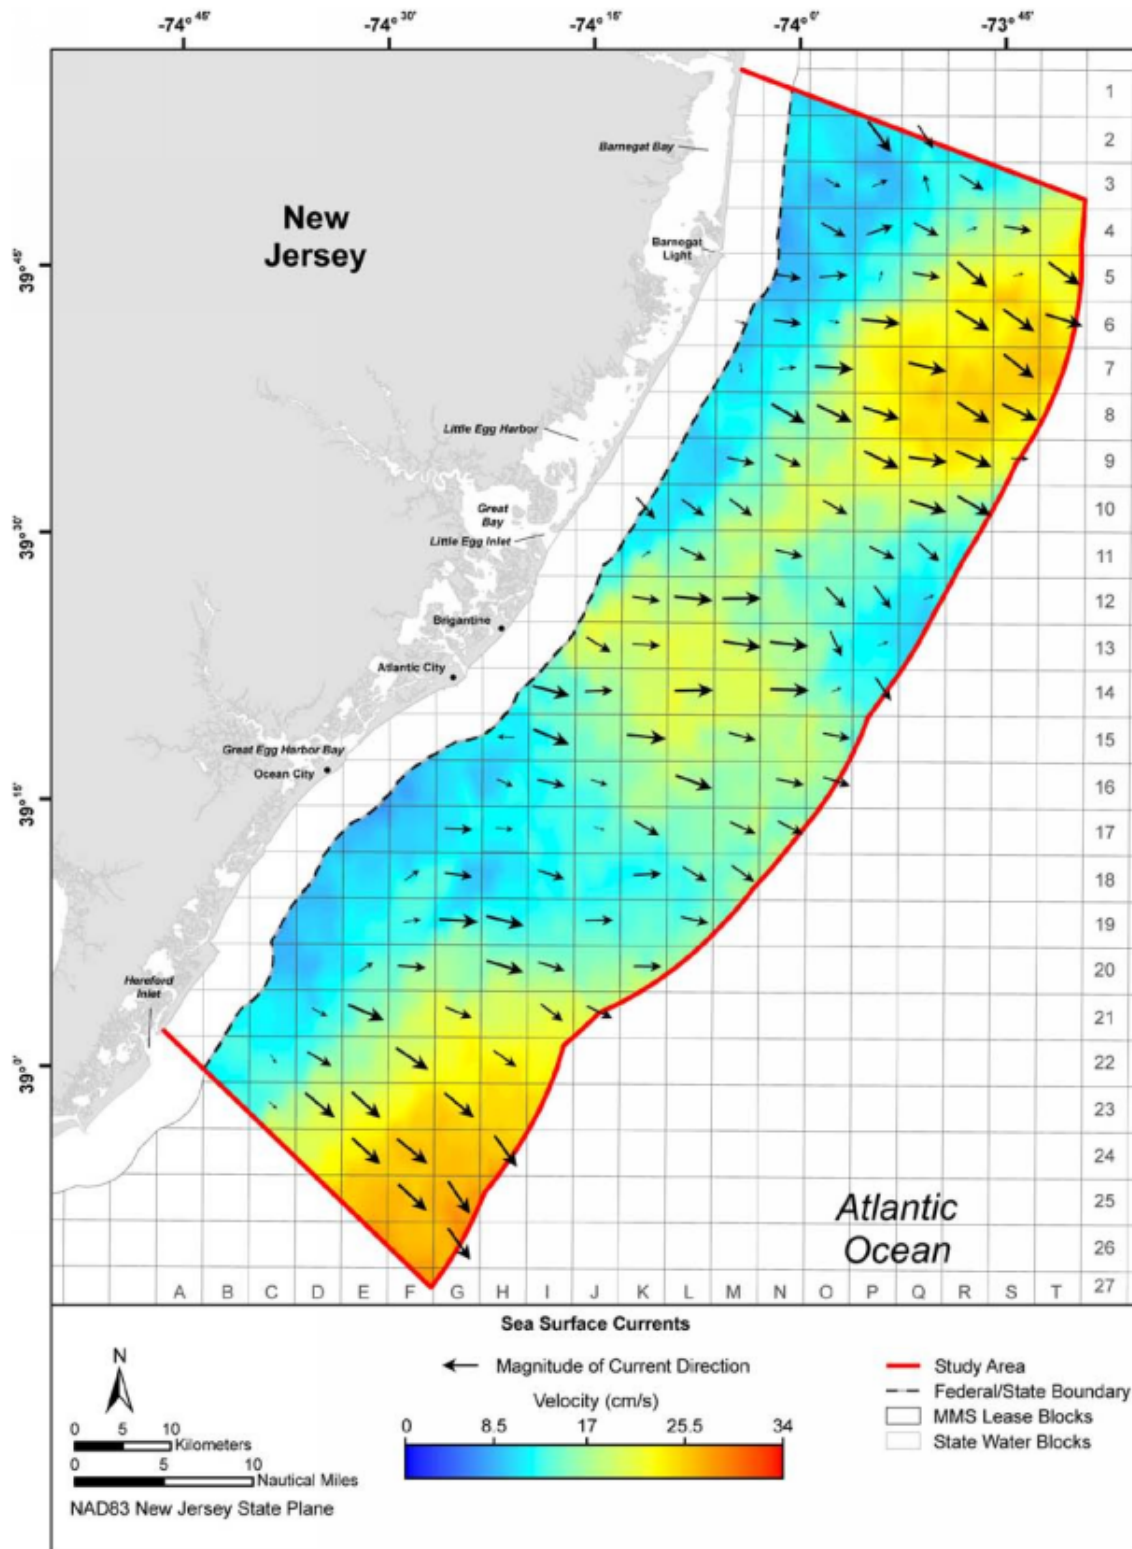 -74° 45' -74° 30' -74° 15' -74° 0' -73° 45'
1
2
Barnegat Bay
3
New
Jersey
4
Barnegat
Light
39° 45'
5
6
7
8
Little Egg Harbor
9
10
Great
Bay
39° 30'
Little Egg Inlet
11
12
Brigantine
13
Atlantic City
14
15
Great Egg Harbor Bay
Ocean City
16
39° 15'
17
18
19
20
Hereford
Inlet
21
22
39° 0'
23
24
25
Atlantic
Ocean
26
27
A B C D E F G H I J K L M N O P Q R S T
Sea Surface Currents
N
Magnitude of Current Direction
Velocity (cm/s)
0 8.5 17 25.5 34
0 5 10
Kilometers
0 5 10
Nautical Miles
NAD83 New Jersey State Plane
Study Area
Federal/State Boundary
MMS Lease Blocks
State Water Blocks